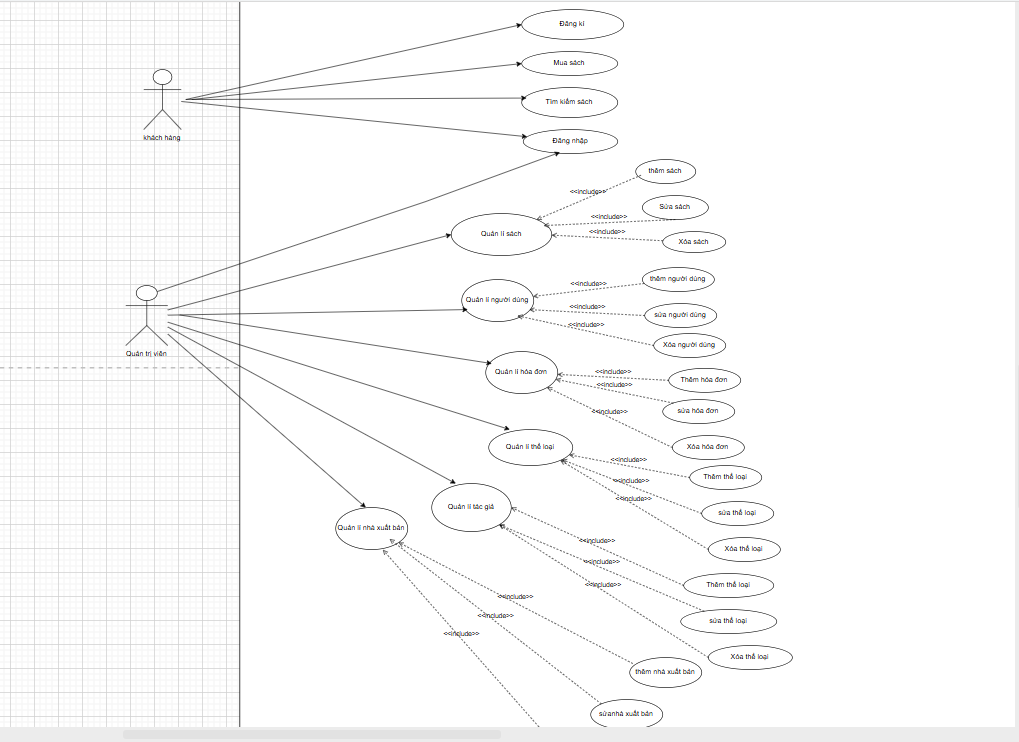 Đăng kí
Mua sách
Tìm kiếm sách
Đăng nhập
khách hàng
thêm sách
<<include>>
Sửa sách
<<include>>
<<include>>
Quản lí sách
Xóa sách
thêm người dùng
<<include>>
Quản lí người dùng
<<include>>
sửa người dùng
<<include>>
Xóa người dùng
Quản trị viên
Quản lí hóa đơn
<<include>>
Thêm hóa đơn
<<include>>
sửa hóa đơn
<<include>>
Xóa hóa đơn
Quản lí thể loại
<<include>>
Thêm thể loại
<<include>>
<<include>>
sửa thể loại
Quản lí tác giả
Quản lí nhà xuất bản
<<include>>
Xóa thể loại
<<include>>
Thêm thể loại
<<include>>
<<include>>
sửa thể loại
<<include>>
<<include>>
Xóa thể loại
thêm nhà xuất bản
sửanhà xuất bản